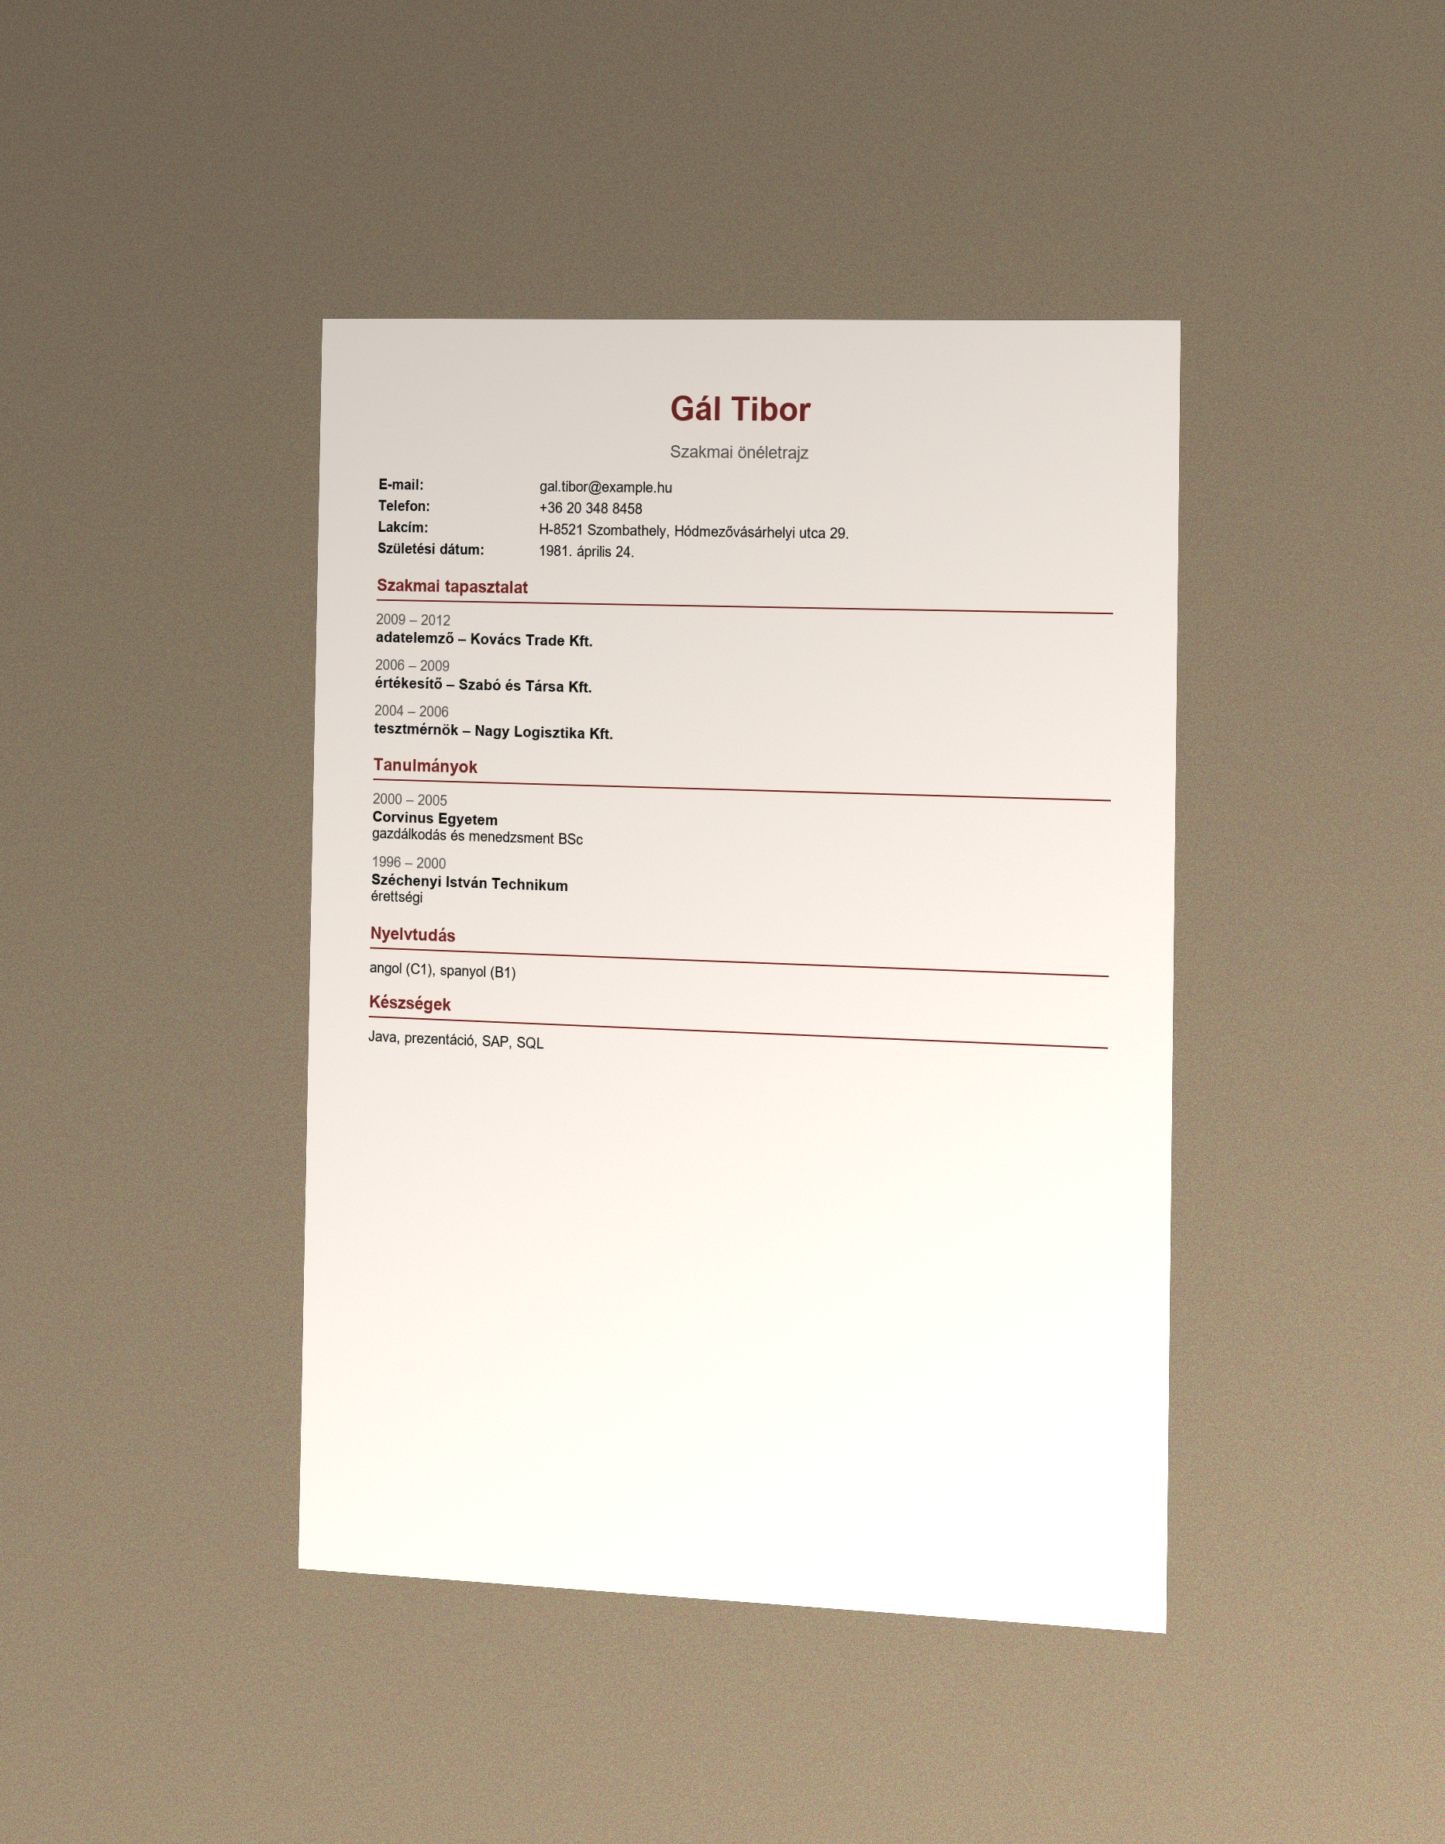 Gál Tibor
Szakmai önéletrajz
E-mail: gal.tibor@example.hu
Telefon: +36 20 348 8458
Lakcím: H-8521 Szombathely, Hódmezővásárhelyi utca 29.
Születési dátum: 1981. április 24.
Szakmai tapasztalat
2009 – 2012
adatelemző – Kovács Trade Kft.
2006 – 2009
értékesítő – Szabó és Társa Kft.
2004 – 2006
tesztmérnök – Nagy Logisztika Kft.
Tanulmányok
2000 – 2005
Corvinus Egyetem
gazdálkodás és menedzsment BSc
1996 – 2000
Széchenyi István Technikum
érettségi
Nyelvtudás
angol (C1), spanyol (B1)
Készségek
Java, prezentáció, SAP, SQL